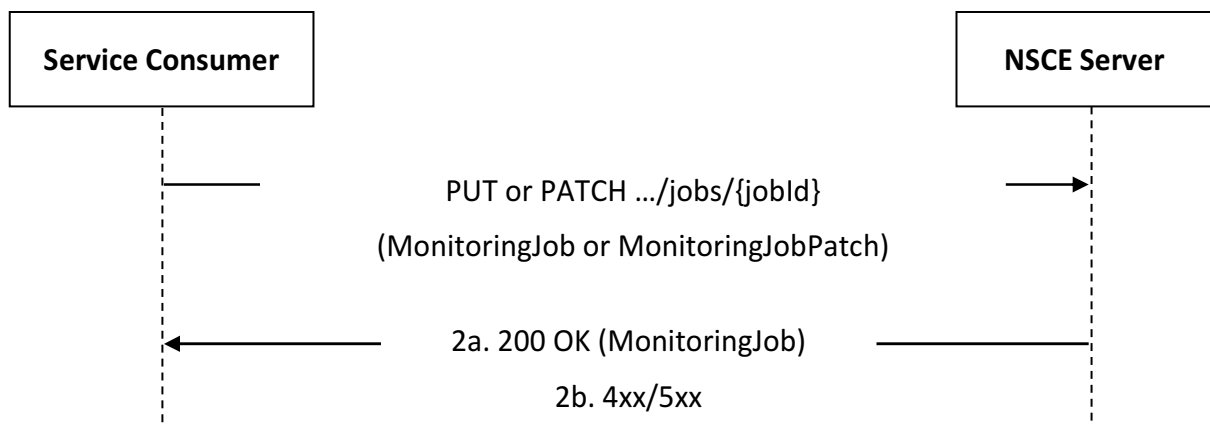 Service Consumer
NSCE Server
PUT or PATCH …/jobs/{jobId}
(MonitoringJob or MonitoringJobPatch)
2a. 200 OK (MonitoringJob)
2b. 4xx/5xx